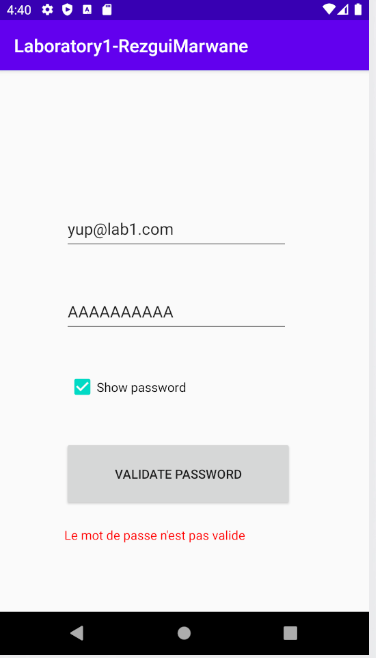 4:40
Laboratory1-RezguiMarwane
yup@lab1.com
AAAAAAAAAA
Show password
VALIDATE PASSWORD
Le mot de passe n'est pas valide